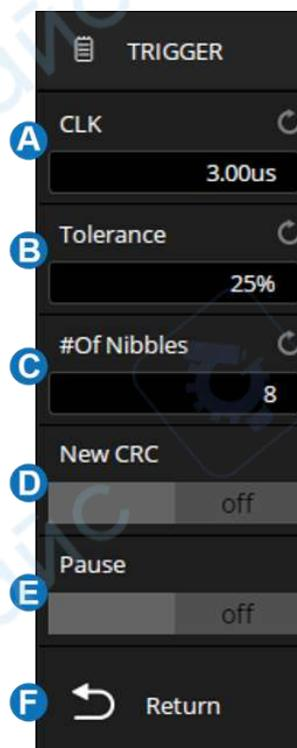 TRIGGER
A
CLK
3.00us
B
Tolerance
25%
C
#Of Nibbles
8
D
New CRC
off
E
Pause
off
F
Return